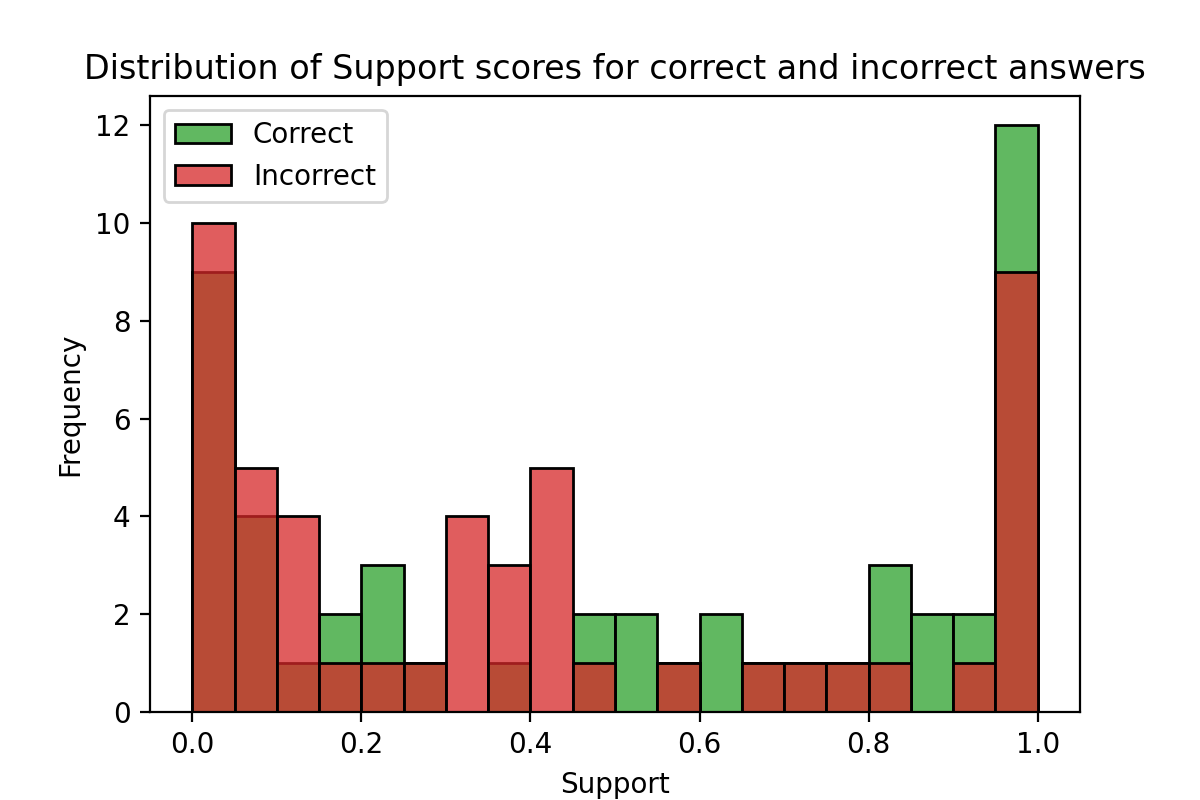 Distribution of Support scores for correct and incorrect answers
Correct
Incorrect
12
10
8
6
4
2
0
Frequency
0.0 0.2 0.4 0.6 0.8 1.0
Support